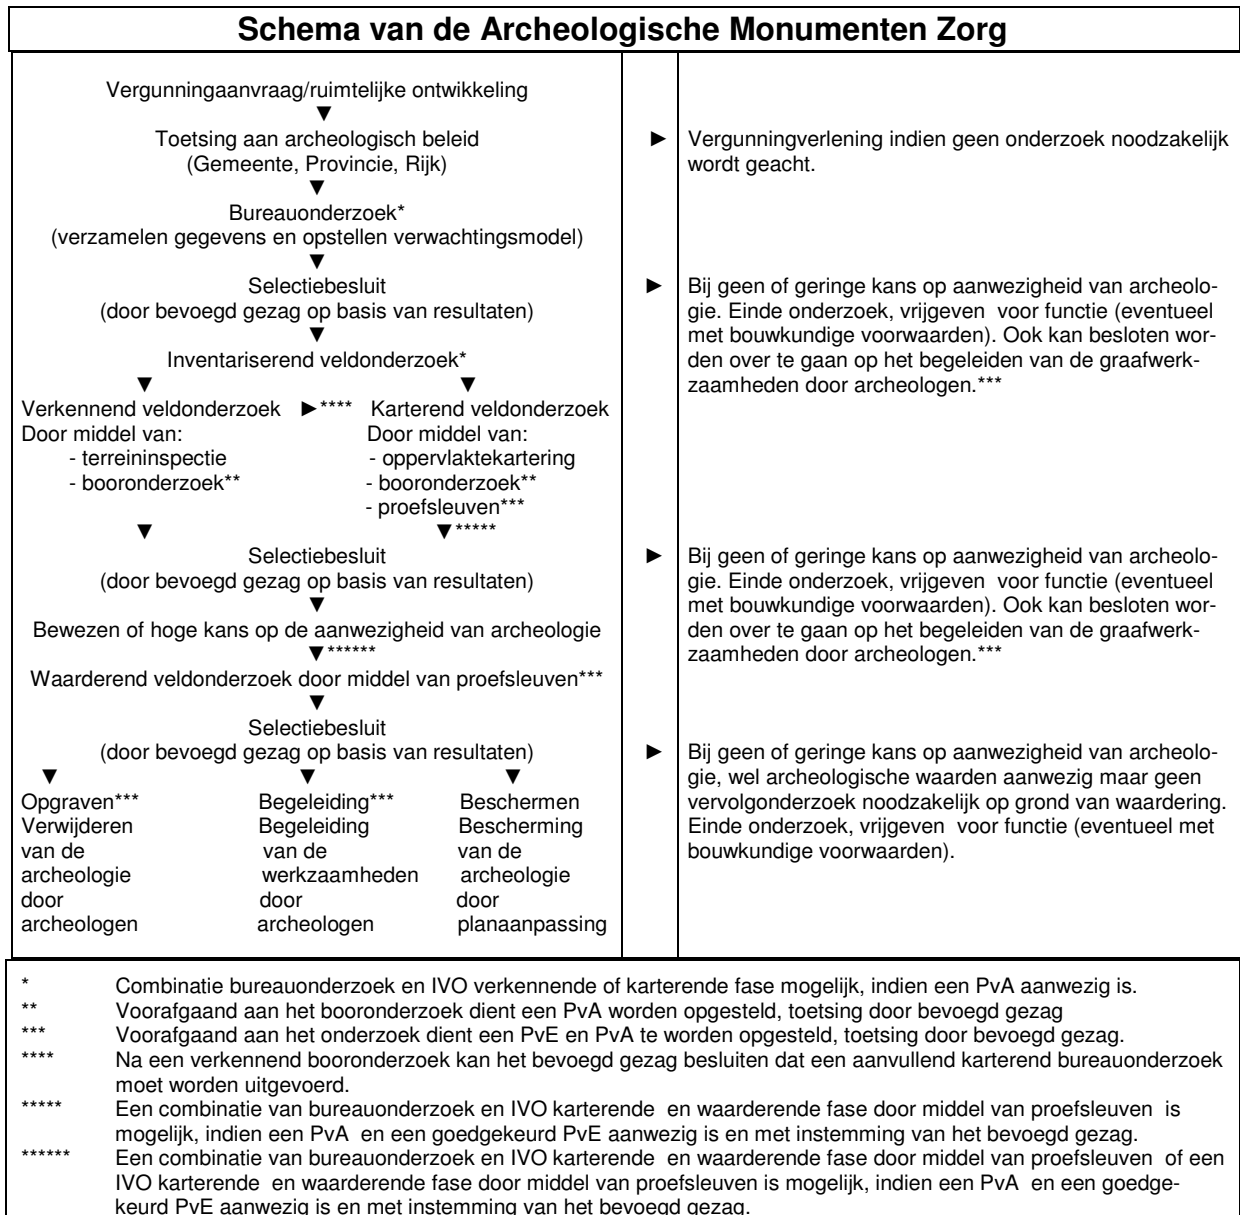 Schema van de Archeologische Monumenten Zorg
Vergunningaanvraag/ruimtelijke ontwikkeling
▼
Toetsing aan archeologisch beleid
(Gemeente, Provincie, Rijk)
► Vergunningverlening indien geen onderzoek noodzakelijk
wordt geacht.
▼
Bureauonderzoek*
(verzamelen gegevens en opstellen verwachtingsmodel)
▼
Selectiebesluit
(door bevoegd gezag op basis van resultaten)
► Bij geen of geringe kans op aanwezigheid van archeolo-
gie. Einde onderzoek, vrijgeven voor functie (eventueel
met bouwkundige voorwaarden). Ook kan besloten wor-
den over te gaan op het begeleiden van de graafwerk-
zaamheden door archeologen.***
▼
Inventariserend veldonderzoek*
▼ ▼
Verkennend veldonderzoek ►**** Karterend veldonderzoek
Door middel van: Door middel van:
- terreininspectie - oppervlaktekartering
- booronderzoek** - booronderzoek**
- proefsleuven***
▼ ▼*****
Selectiebesluit
(door bevoegd gezag op basis van resultaten)
► Bij geen of geringe kans op aanwezigheid van archeolo-
gie. Einde onderzoek, vrijgeven voor functie (eventueel
met bouwkundige voorwaarden). Ook kan besloten wor-
den over te gaan op het begeleiden van de graafwerk-
zaamheden door archeologen.***
▼
Bewezen of hoge kans op de aanwezigheid van archeologie
▼******
Waarderend veldonderzoek door middel van proefsleuven***
▼
Selectiebesluit
(door bevoegd gezag op basis van resultaten)
► Bij geen of geringe kans op aanwezigheid van archeolo-
gie, wel archeologische waarden aanwezig maar geen
vervolgonderzoek noodzakelijk op grond van waardering.
Einde onderzoek, vrijgeven voor functie (eventueel met
bouwkundige voorwaarden).
▼ ▼ ▼
Opgraven*** Begeleiding*** Beschermen
Verwijderen Begeleiding Bescherming
van de van de van de
archeologie werkzaamheden archeologie
door door door
archeologen archeologen planaanpassing
* Combinatie bureauonderzoek en IVO verkennende of karterende fase mogelijk, indien een PvA aanwezig is.
** Voorafgaand aan het booronderzoek dient een PvA worden opgesteld, toetsing door bevoegd gezag
*** Voorafgaand aan het onderzoek dient een PvE en PvA te worden opgesteld, toetsing door bevoegd gezag.
**** Na een verkennend booronderzoek kan het bevoegd gezag besluiten dat een aanvullend karterend bureauonderzoek
moet worden uitgevoerd.
***** Een combinatie van bureauonderzoek en IVO karterende en waarderende fase door middel van proefsleuven is
mogelijk, indien een PvA en een goedgekeurd PvE aanwezig is en met instemming van het bevoegd gezag.
****** Een combinatie van bureauonderzoek en IVO karterende en waarderende fase door middel van proefsleuven of een
IVO karterende en waarderende fase door middel van proefsleuven is mogelijk, indien een PvA en een goedge-
keurd PvE aanwezig is en met instemming van het bevoegd gezag.